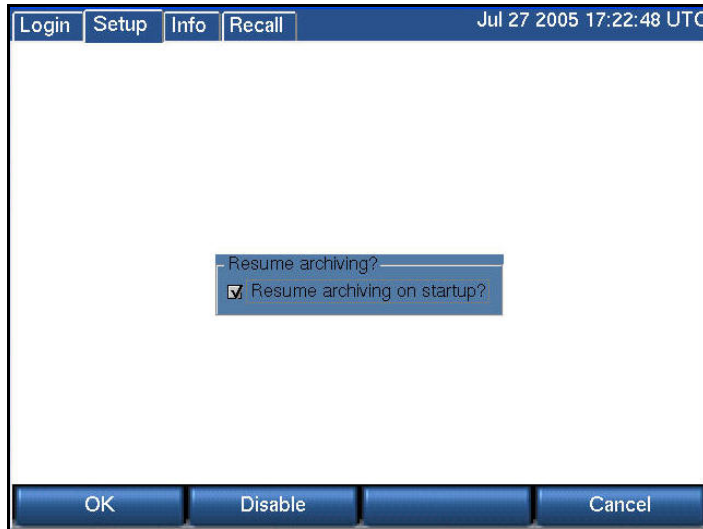 Login Setup Info Recall Jul 27 2005 17:22:48 UTC
Resume archiving?
Resume archiving on startup?
OK Disable Cancel